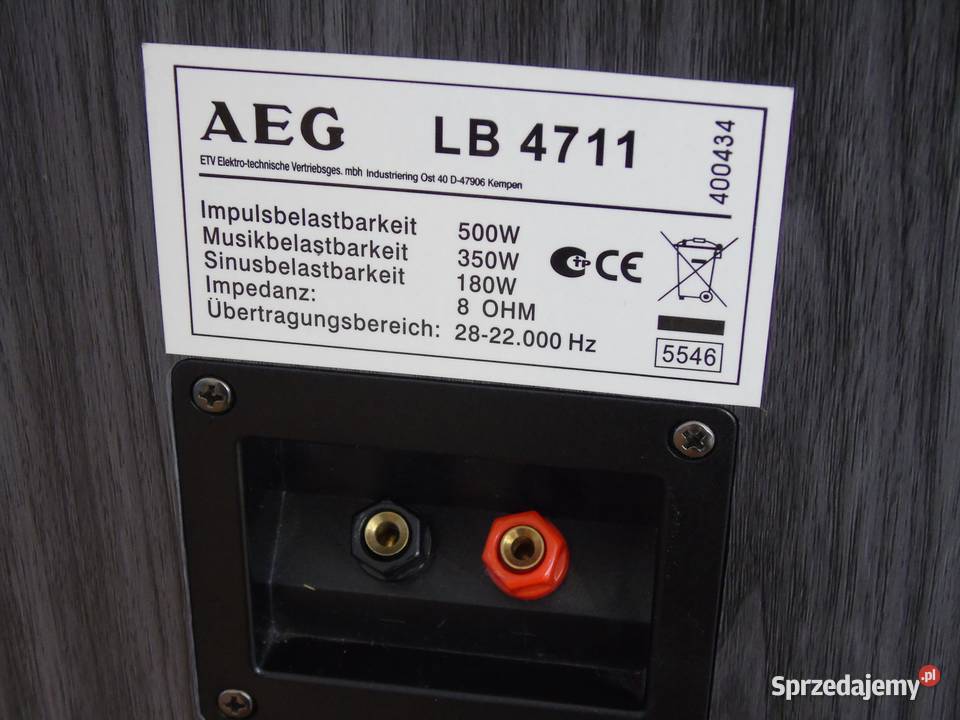 AEG LB 4711
ETV Elektro-technische Vertriebsges. mbh Industriering Ost 40 D-47906 Kempen
400434
Impulsbelastbarkeit 500W
Musikbelastbarkeit 350W
Sinusbelastbarkeit 180W
Impedanz: 8 OHM
Übertragungsbereich: 28-22.000 Hz
CE
5546
Sprzedajemy.pl